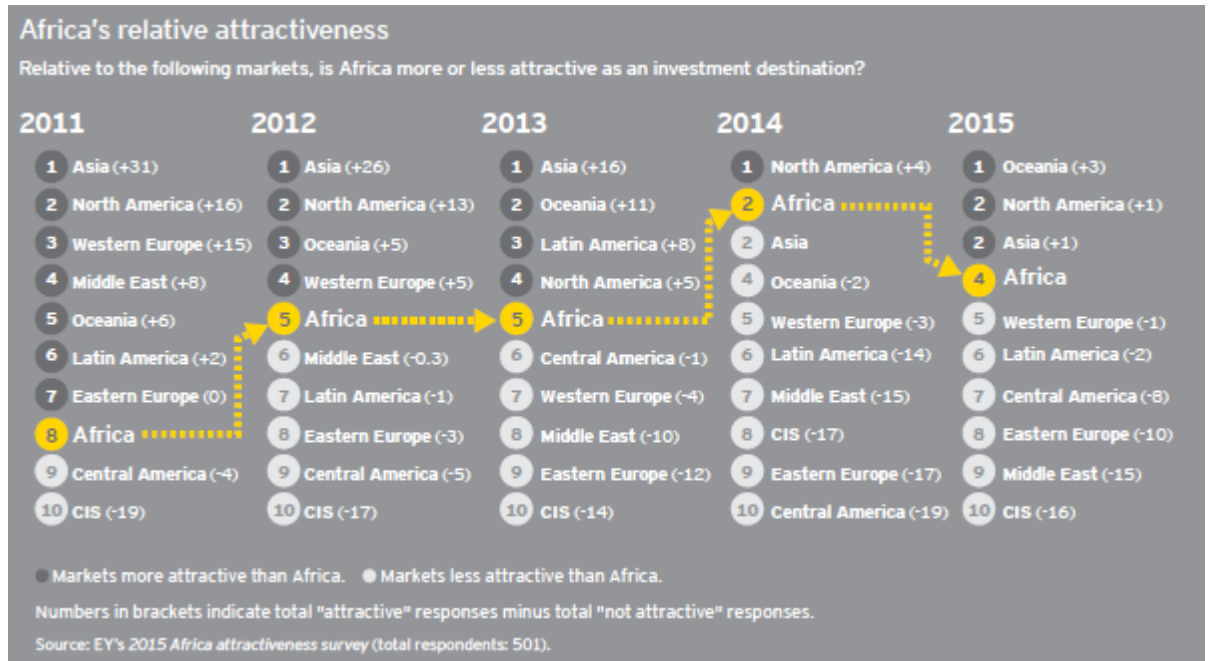 Africa's relative attractiveness
Relative to the following markets, is Africa more or less attractive as an investment destination?
2011
1 Asia (+31)
2 North America (+16)
3 Western Europe (+15)
4 Middle East (+8)
5 Oceania (+6)
6 Latin America (+2)
7 Eastern Europe (0)
8 Africa
9 Central America (-4)
10 CIS (-19)
2012
1 Asia (+26)
2 North America (+13)
3 Oceania (+5)
4 Western Europe (+5)
5 Africa
6 Middle East (-0.3)
7 Latin America (-1)
8 Eastern Europe (-3)
9 Central America (-5)
10 CIS (-17)
2013
1 Asia (+16)
2 Oceania (+11)
3 Latin America (+8)
4 North America (+5)
5 Africa
6 Central America (-1)
7 Western Europe (-4)
8 Middle East (-10)
9 Eastern Europe (-12)
10 CIS (-14)
2014
1 North America (+4)
2 Africa
2 Asia
4 Oceania (-2)
5 Western Europe (-3)
6 Latin America (-14)
7 Middle East (-15)
8 CIS (-17)
9 Eastern Europe (-17)
10 Central America (-19)
2015
1 Oceania (+3)
2 North America (+1)
2 Asia (+1)
4 Africa
5 Western Europe (-1)
6 Latin America (-2)
7 Central America (-8)
8 Eastern Europe (-10)
9 Middle East (-15)
10 CIS (-16)
Markets more attractive than Africa. Markets less attractive than Africa.
Numbers in brackets indicate total "attractive" responses minus total "not attractive" responses.
Source: EY's 2015 Africa attractiveness survey (total respondents: 501).